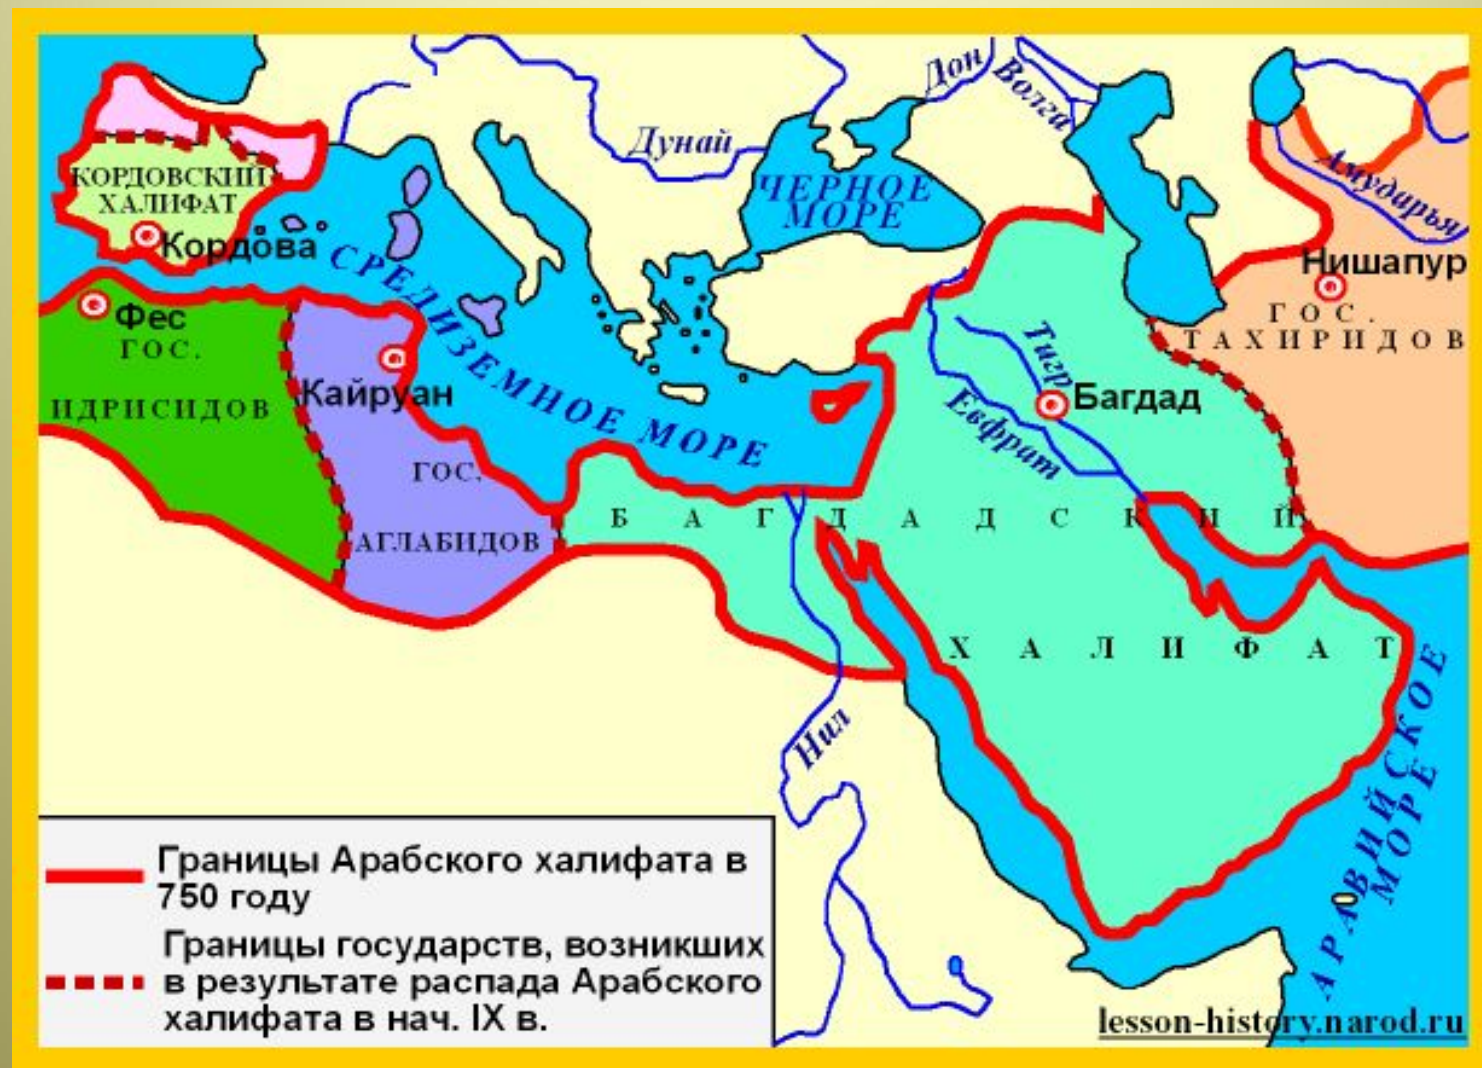 Дон
Волга
Дунай
ЧЕРНОЕ
МОРЕ
Амударья
КОРДОВСКИЙ
ХАЛИФАТ
Кордова
СРЕДИЗЕМНОЕ МОРЕ
Нишапур
ГОС.
ТАХИРИДОВ
Фес
ГОС.
ИДРИСИДОВ
Кайруан
ГОС.
АГЛАБИДОВ
Тигр
Багдад
Евфрат
БАГДАДСКИЙ
ХАЛИФАТ
Нил
АРАВИЙСКОЕ
МОРЕ
Границы Арабского халифата в
750 году
Границы государств, возникших
в результате распада Арабского
халифата в нач. IX в.
lesson-history.narod.ru